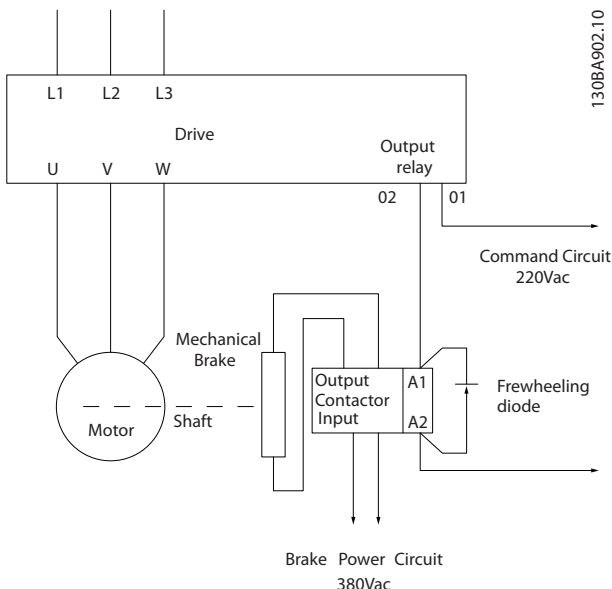 130BA902.10
L1 L2 L3
Drive
Output
relay
U V W
02 01
Command Circuit
220Vac
Mechanical
Brake
Output
Contactor
Input
A1
A2
Frewheeling
diode
Shaft
Motor
Brake Power Circuit
380Vac